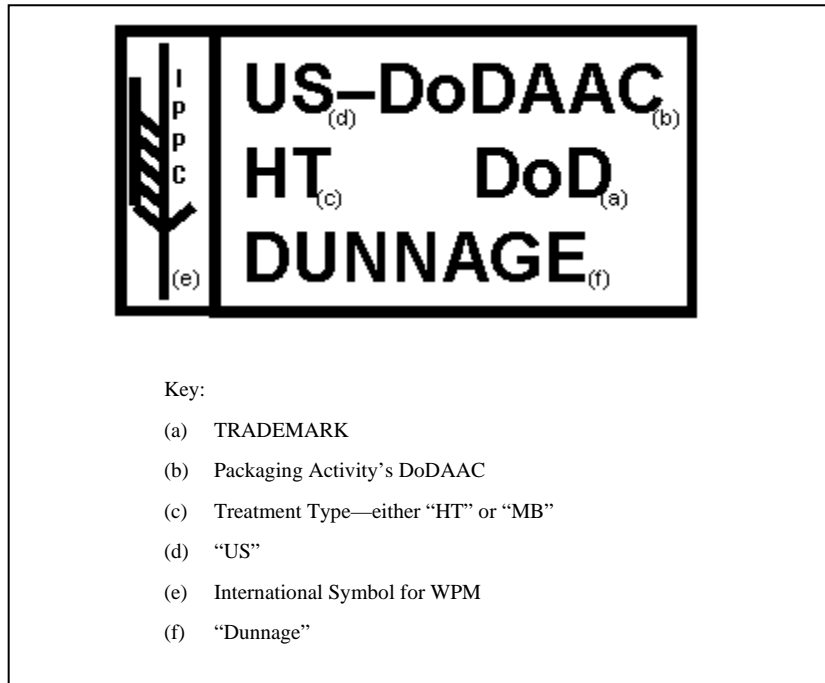 IPPC
US–DoDAAC
(d) (b)
HT DoD
(c) (a)
DUNNAGE
(e) (f)
Key:
(a) TRADEMARK
(b) Packaging Activity’s DoDAAC
(c) Treatment Type—either “HT” or “MB”
(d) “US”
(e) International Symbol for WPM
(f) “Dunnage”